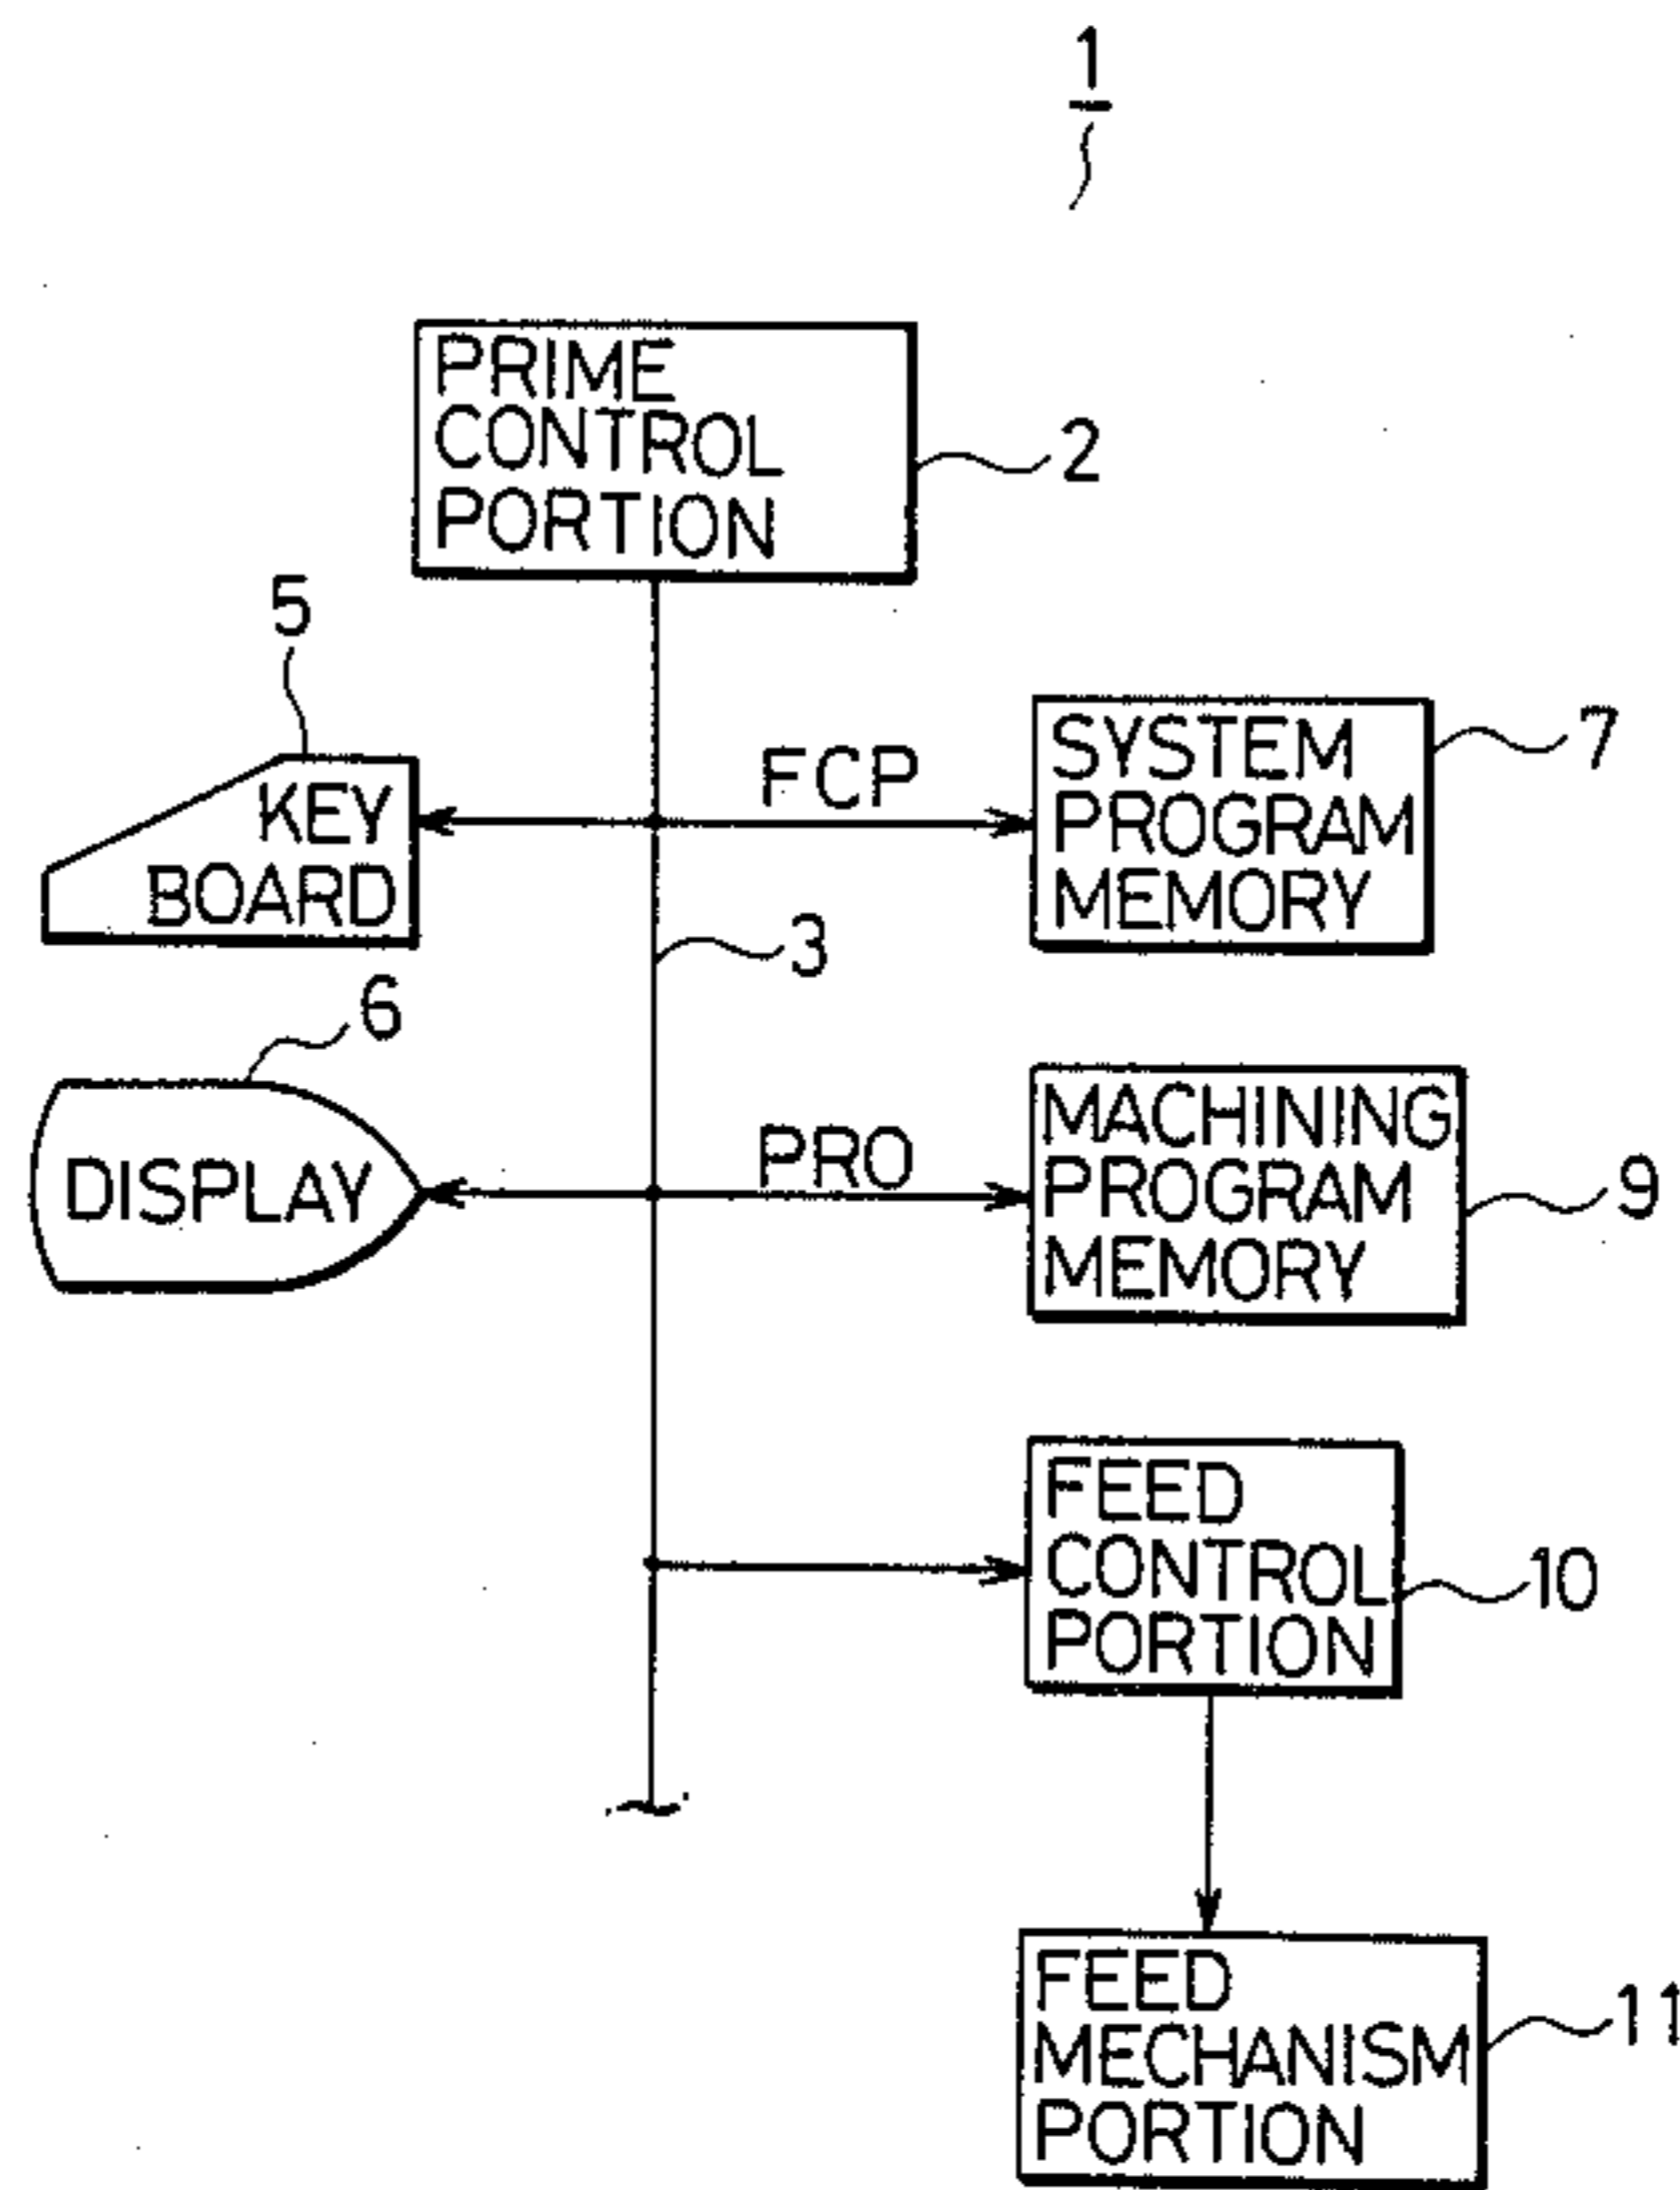 1
PRIME
CONTROL
PORTION
2
5
KEY
BOARD
FCP
SYSTEM
PROGRAM
MEMORY
7
3
6
DISPLAY
PRO
MACHINING
PROGRAM
MEMORY
9
FEED
CONTROL
PORTION
10
FEED
MECHANISM
PORTION
11